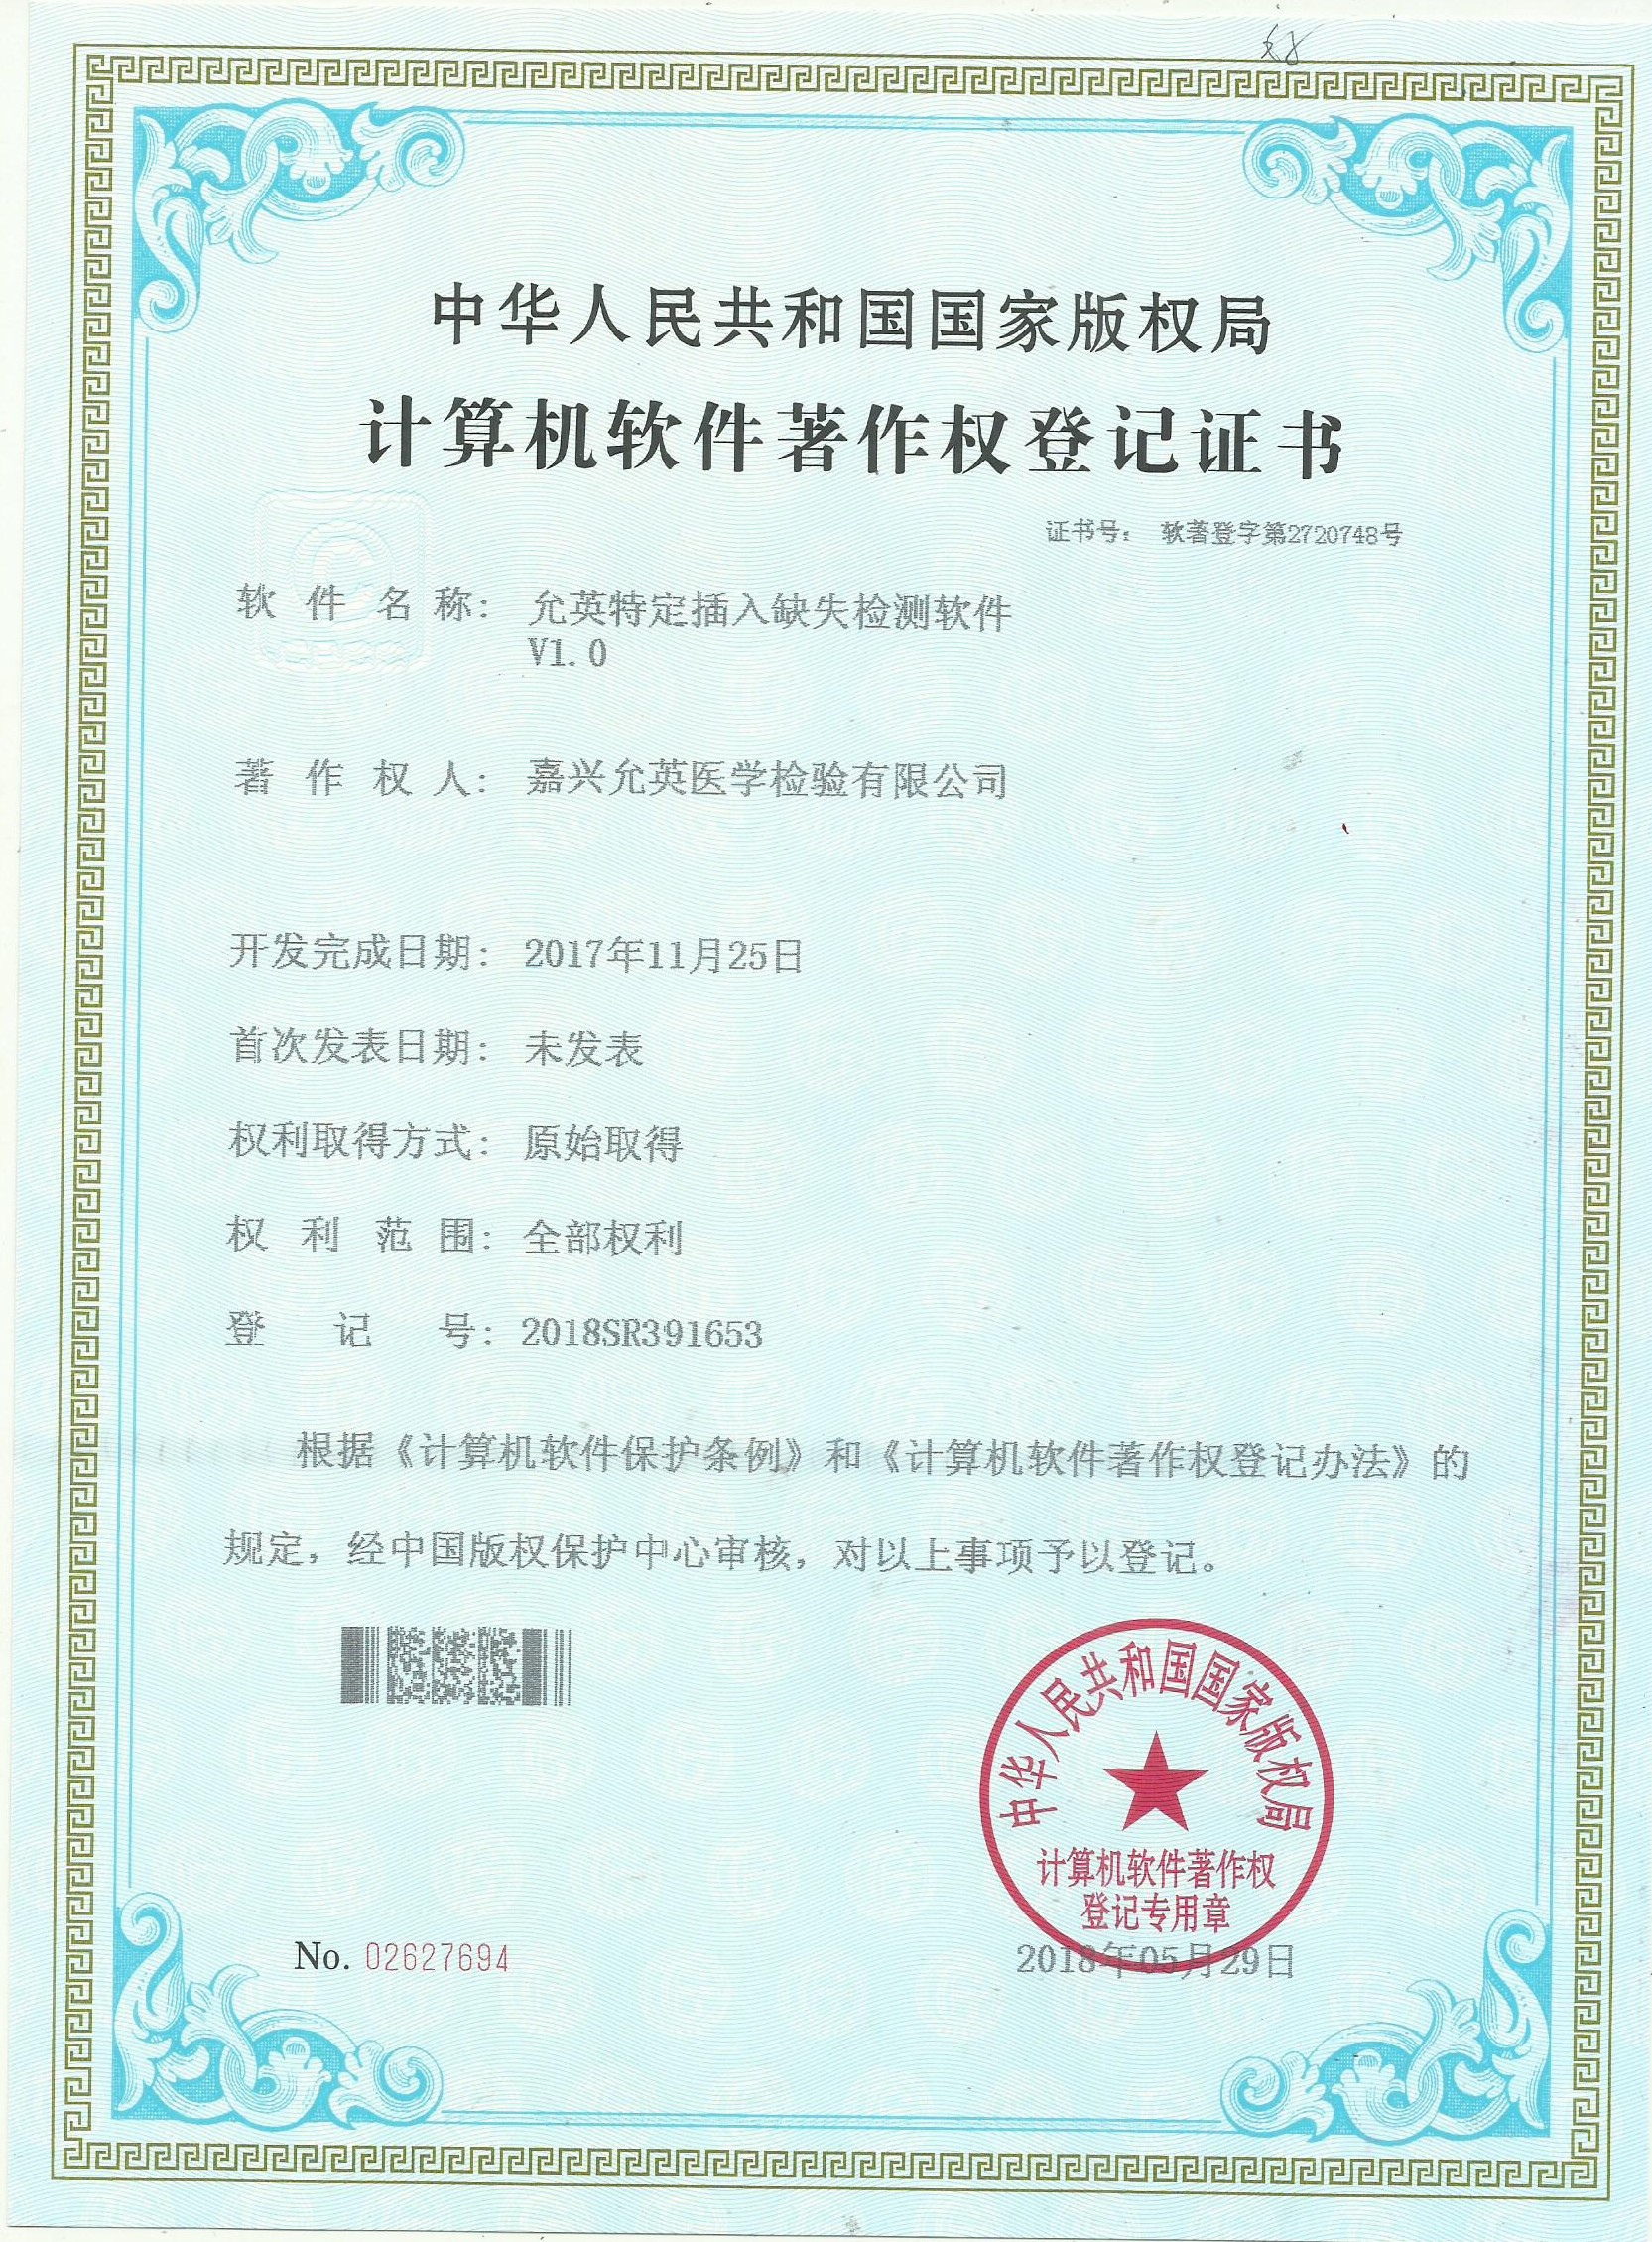 中华人民共和国国家版权局
计算机软件著作权登记证书
证书号： 软著登字第2720748号
软件名称： 允英特定插入缺失检测软件
V1.0
著作权人： 嘉兴允英医学检验有限公司
开发完成日期： 2017年11月25日
首次发表日期： 未发表
权利取得方式： 原始取得
权利范围： 全部权利
登记号： 2018SR391653
根据《计算机软件保护条例》和《计算机软件著作权登记办法》的
规定，经中国版权保护中心审核，对以上事项予以登记。
中华人民共和国国家版权局
计算机软件著作权
登记专用章
No. 02627694
2018年05月29日